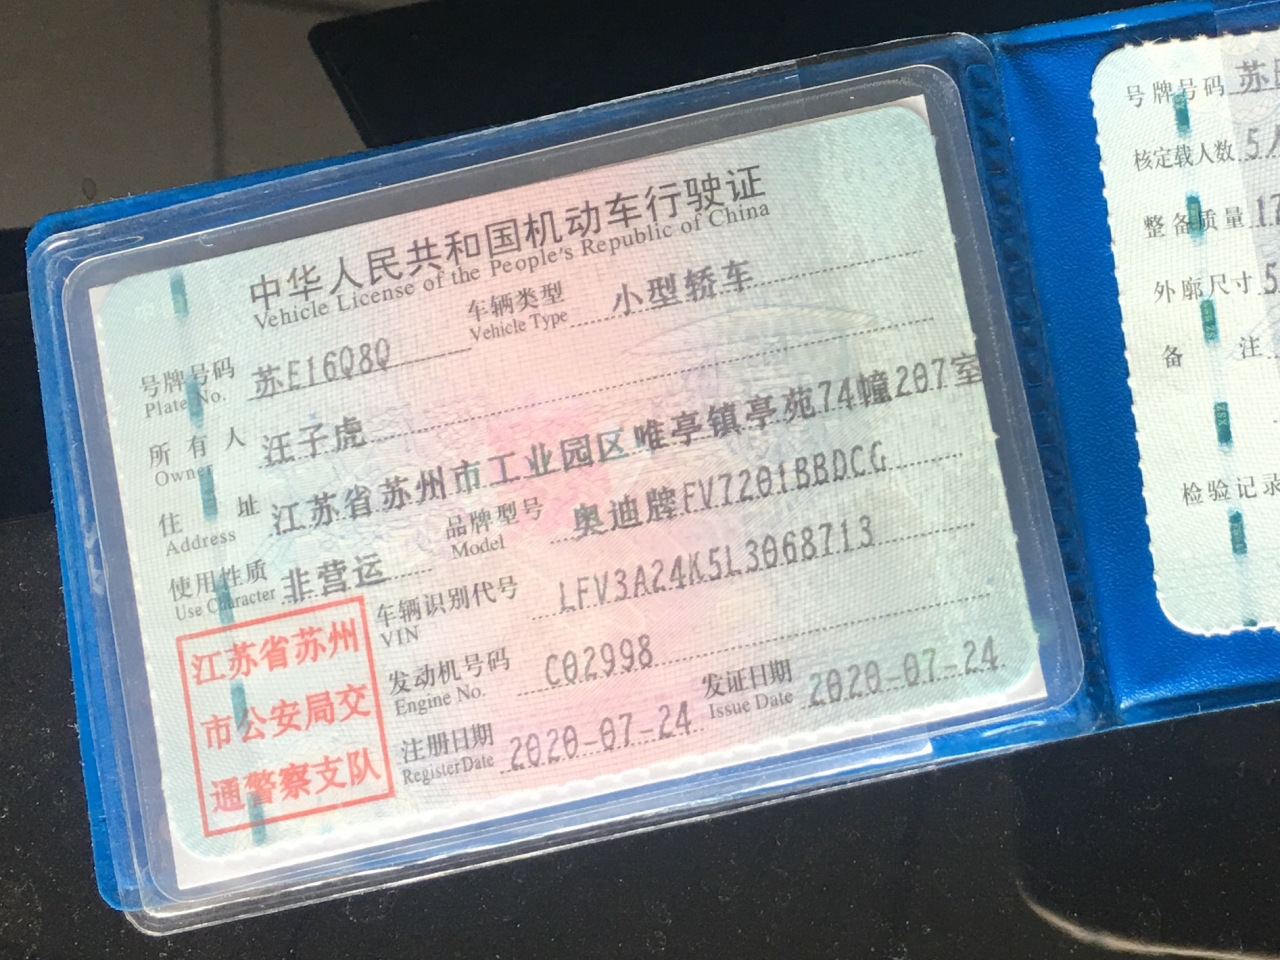 中华人民共和国机动车行驶证
Vehicle License of the People's Republic of China
号牌号码 苏E16Q8Q 车辆类型 小型轿车
Plate No. Vehicle Type
所有人 汪子虎
Owner
住址 江苏省苏州市工业园区唯亭镇亭苑74幢207室
Address
使用性质 非营运 品牌型号 奥迪牌FV7201BBDCG
Use Character Model
车辆识别代号 LFV3A24K5L3068713
VIN
发动机号码 C02998
Engine No.
注册日期 2020-07-24 发证日期 2020-07-24
Register Date Issue Date
江苏省苏州
市公安局交
通警察支队
号牌号码 苏
核定载人数 5人
整备质量 17
外廓尺寸 5
备注
检验记录